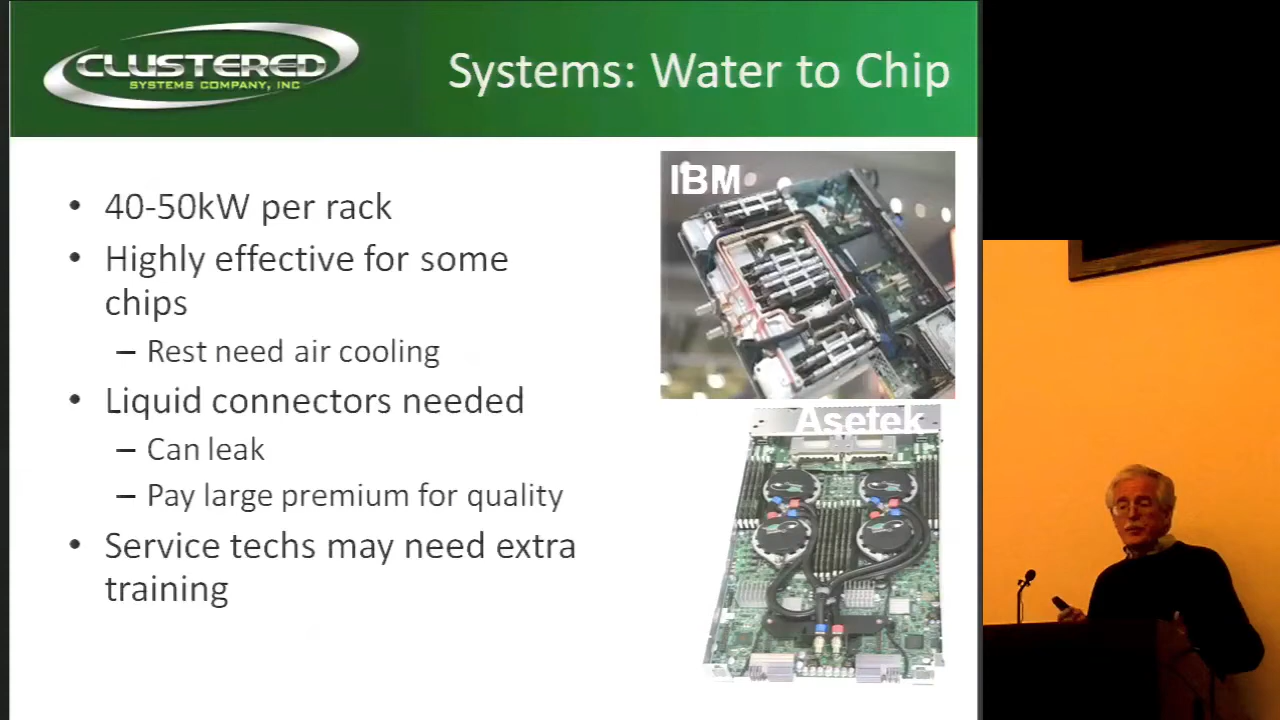 CLUSTERED
SYSTEMS COMPANY, INC
Systems: Water to Chip
• 40-50kW per rack
• Highly effective for some
chips
– Rest need air cooling
• Liquid connectors needed
– Can leak
– Pay large premium for quality
• Service techs may need extra
training
IBM
Asetek